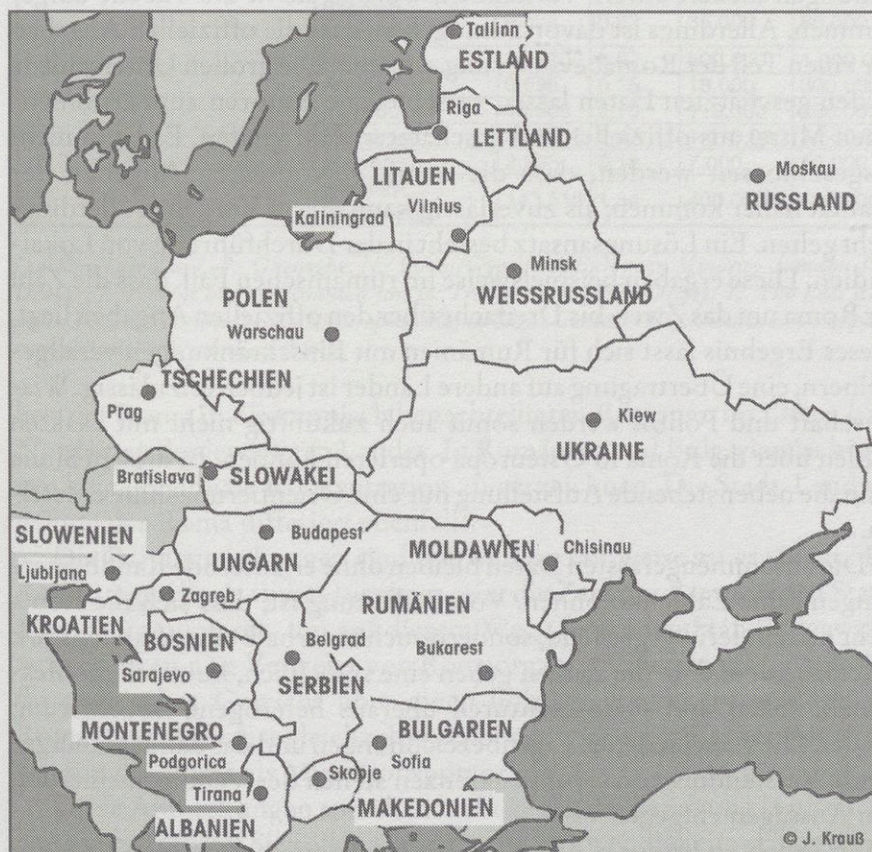 Tallinn
ESTLAND
Riga
LETTLAND
Moskau
RUSSLAND
LITAUEN
Vilnius
Kaliningrad
Minsk
WEISSRUSSLAND
POLEN
Warschau
TSCHECHIEN
Prag
Kiew
UKRAINE
Bratislava
SLOWAKEI
SLOWENIEN
Budapest
UNGARN
MOLDAWIEN
Chisinau
Ljubljana
Zagreb
KROATIEN
RUMÄNIEN
BOSNIEN
Belgrad
Bukarest
Sarajevo
SERBIEN
MONTENEGRO
BULGARIEN
Podgorica
Sofia
Skopje
Tirana
MAKEDONIEN
ALBANIEN
© J. Krauß